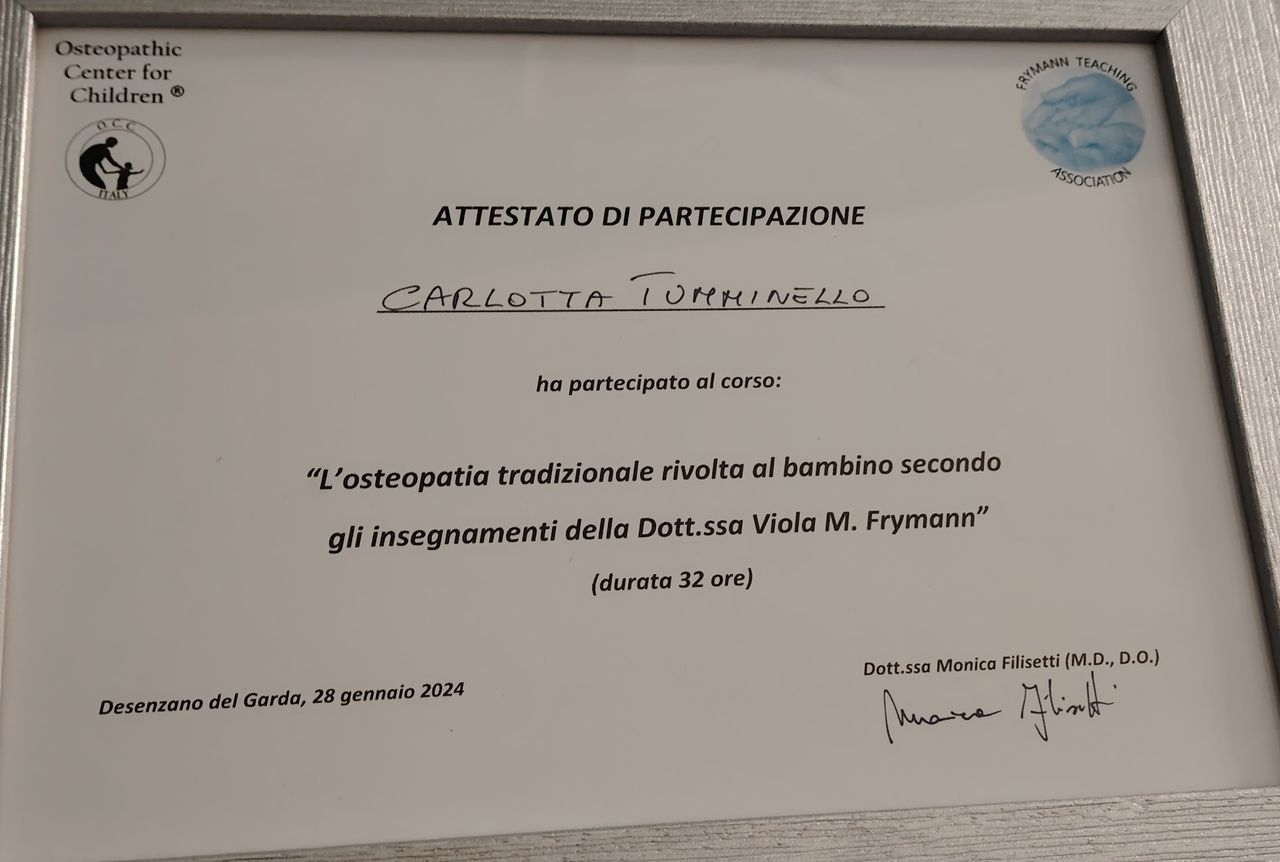 Osteopathic
Center for
Children ®
O.C.C
ITALY
FRYMANN TEACHING
ASSOCIATION
ATTESTATO DI PARTECIPAZIONE
CARLOTTA TUMMINELLO
ha partecipato al corso:
“L’osteopatia tradizionale rivolta al bambino secondo
gli insegnamenti della Dott.ssa Viola M. Frymann”
(durata 32 ore)
Desenzano del Garda, 28 gennaio 2024
Dott.ssa Monica Filisetti (M.D., D.O.)
Monica Filisetti